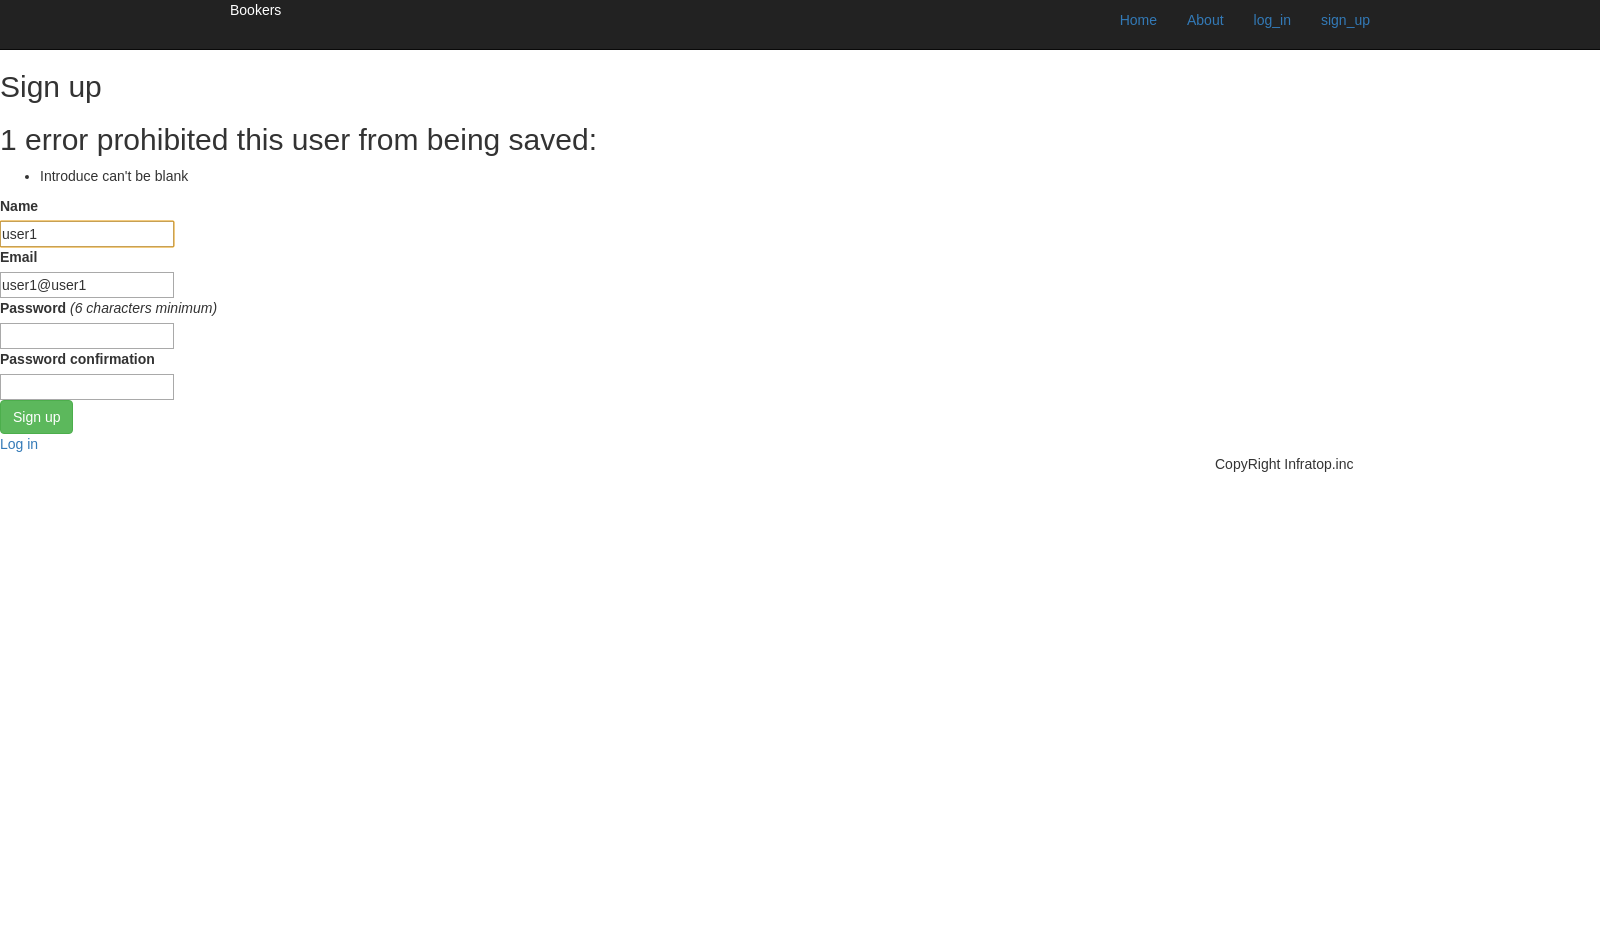 Bookers
Home About log_in sign_up
Sign up
1 error prohibited this user from being saved:
Introduce can't be blank
Name
user1
Email
user1@user1
Password (6 characters minimum)
Password confirmation
Sign up
Log in
CopyRight Infratop.inc